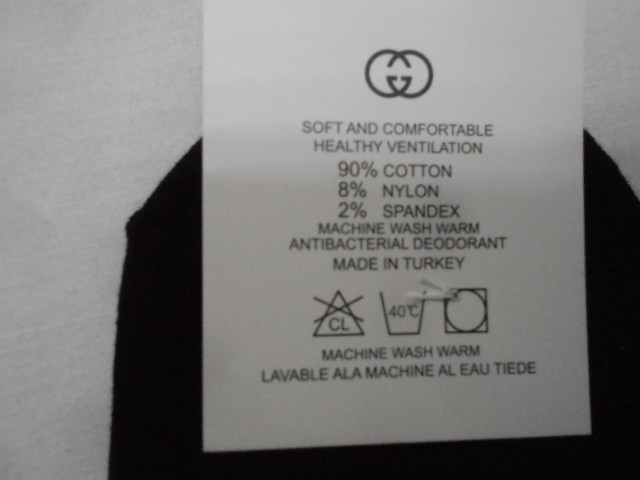 SOFT AND COMFORTABLE
HEALTHY VENTILATION
90% COTTON
8% NYLON
2% SPANDEX
MACHINE WASH WARM
ANTIBACTERIAL DEODORANT
MADE IN TURKEY
CL 40°C
MACHINE WASH WARM
LAVABLE ALA MACHINE AL EAU TIEDE